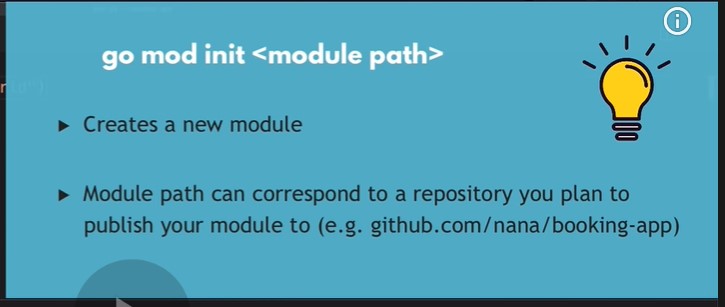 go mod init <module path>
▸ Creates a new module
▸ Module path can correspond to a repository you plan to
publish your module to (e.g. github.com/nana/booking-app)